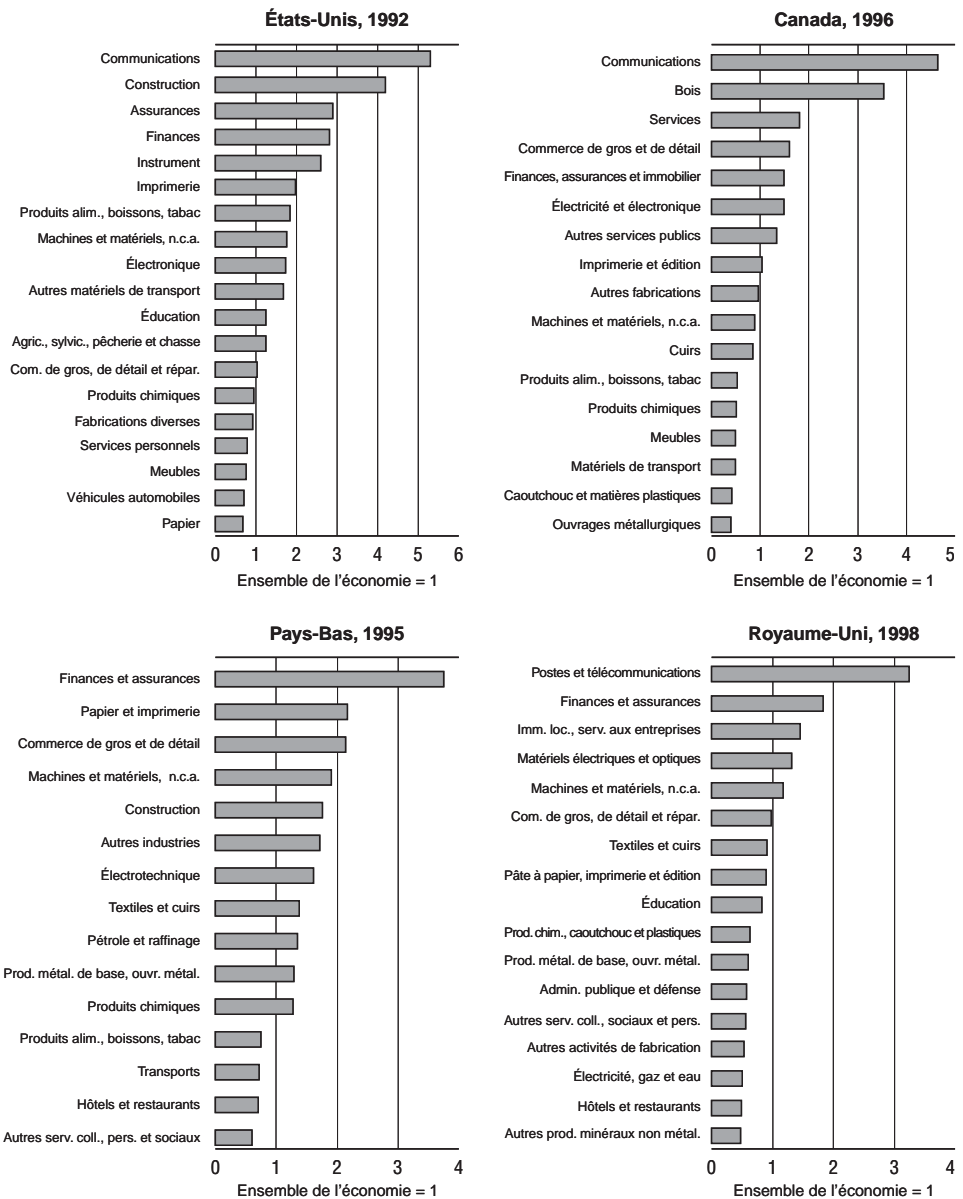 États-Unis, 1992
Communications
Construction
Assurances
Finances
Instrument
Imprimerie
Produits alim., boissons, tabac
Machines et matériels, n.c.a.
Électronique
Autres matériels de transport
Éducation
Agric., sylvic., pêcherie et chasse
Com. de gros, de détail et répar.
Produits chimiques
Fabrications diverses
Services personnels
Meubles
Véhicules automobiles
Papier
0 1 2 3 4 5 6
Ensemble de l'économie = 1
Canada, 1996
Communications
Bois
Services
Commerce de gros et de détail
Finances, assurances et immobilier
Électricité et électronique
Autres services publics
Imprimerie et édition
Autres fabrications
Machines et matériels, n.c.a.
Cuirs
Produits alim., boissons, tabac
Produits chimiques
Meubles
Matériels de transport
Caoutchouc et matières plastiques
Ouvrages métallurgiques
0 1 2 3 4 5
Ensemble de l'économie = 1
Pays-Bas, 1995
Finances et assurances
Papier et imprimerie
Commerce de gros et de détail
Machines et matériels, n.c.a.
Construction
Autres industries
Électrotechnique
Textiles et cuirs
Pétrole et raffinage
Prod. métal. de base, ouvr. métal.
Produits chimiques
Produits alim., boissons, tabac
Transports
Hôtels et restaurants
Autres serv. coll., pers. et sociaux
0 1 2 3 4
Ensemble de l'économie = 1
Royaume-Uni, 1998
Postes et télécommunications
Finances et assurances
Imm. loc., serv. aux entreprises
Matériels électriques et optiques
Machines et matériels, n.c.a.
Com. de gros, de détail et répar.
Textiles et cuirs
Pâte à papier, imprimerie et édition
Éducation
Prod. chim., caoutchouc et plastiques
Prod. métal. de base, ouvr. métal.
Admin. publique et défense
Autres serv. coll., sociaux et pers.
Autres activités de fabrication
Électricité, gaz et eau
Hôtels et restaurants
Autres prod. minéraux non métal.
0 1 2 3 4
Ensemble de l'économie = 1